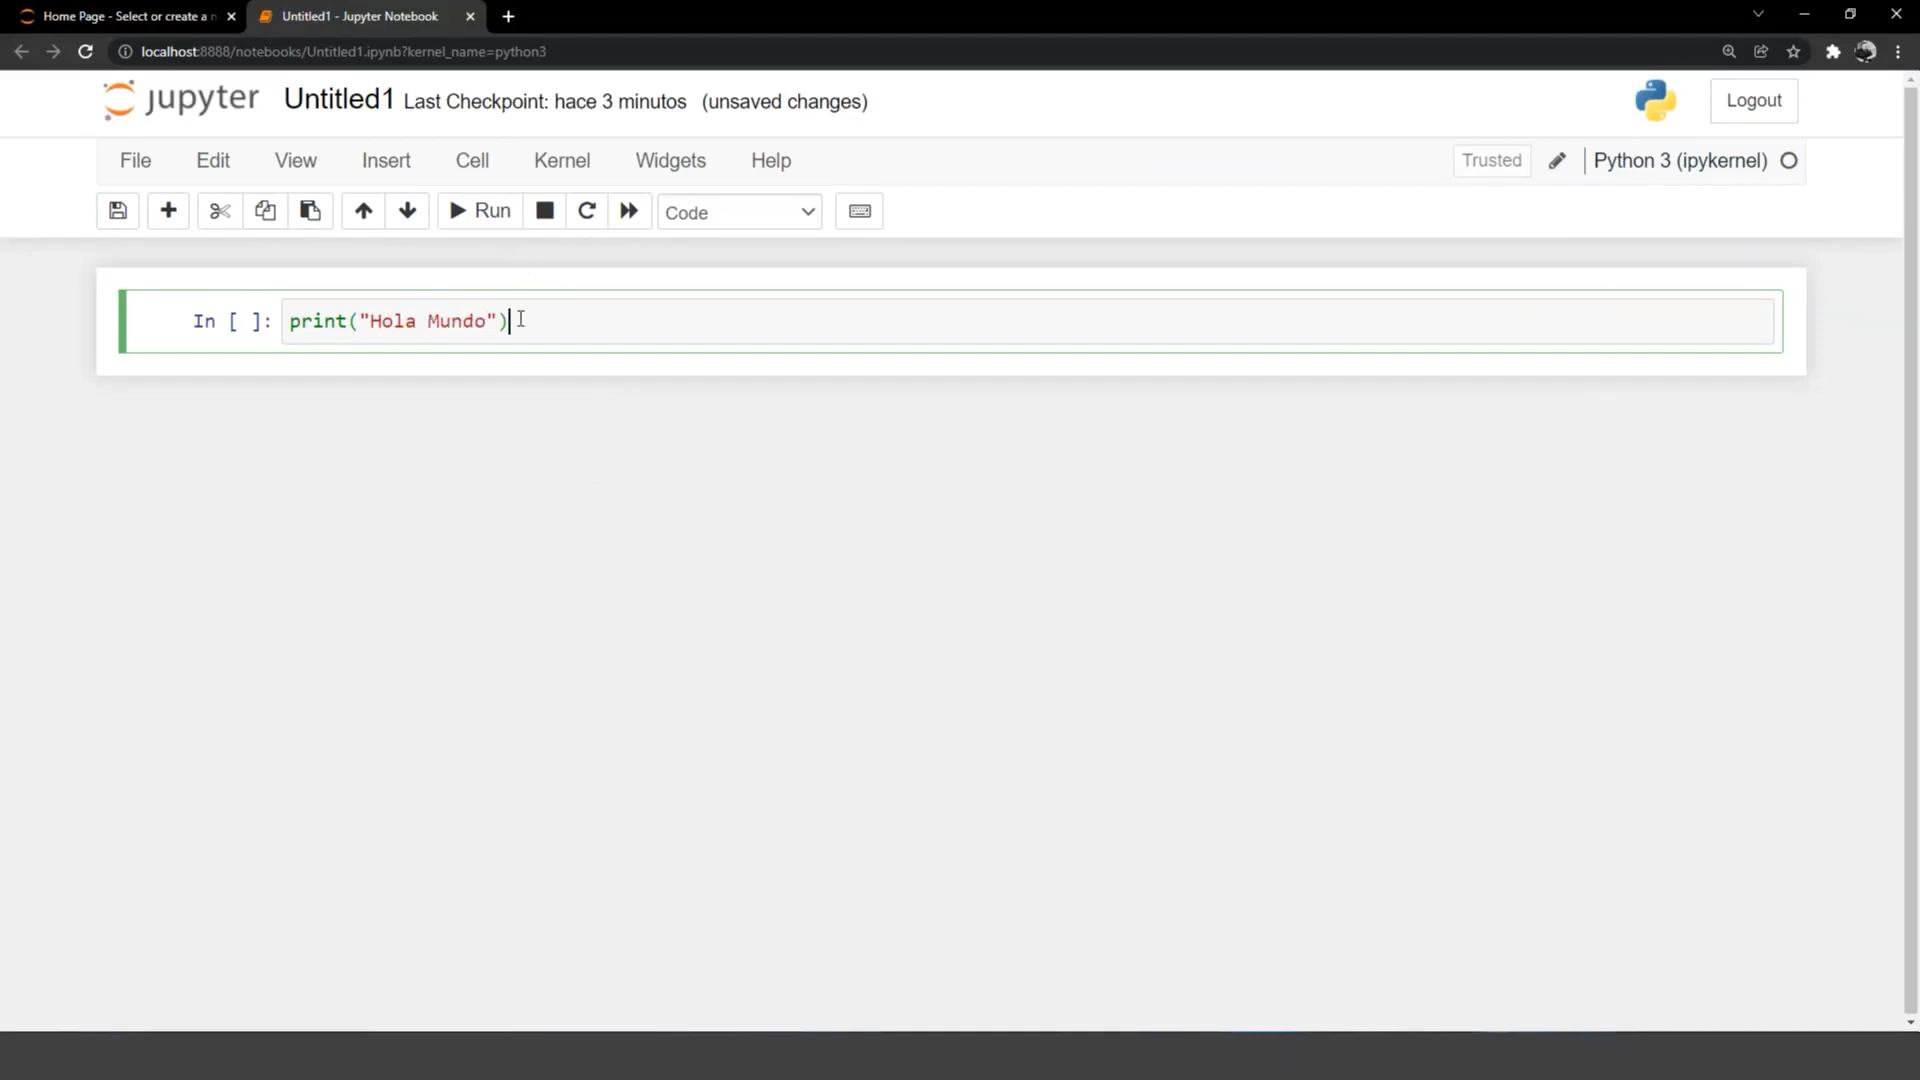 Home Page - Select or create a n
Untitled1 - Jupyter Notebook
localhost:8888/notebooks/Untitled1.ipynb?kernel_name=python3
jupyter Untitled1 Last Checkpoint: hace 3 minutos (unsaved changes)
Logout
File Edit View Insert Cell Kernel Widgets Help
Trusted
Python 3 (ipykernel)
Run
Code
In [ ]: print("Hola Mundo")